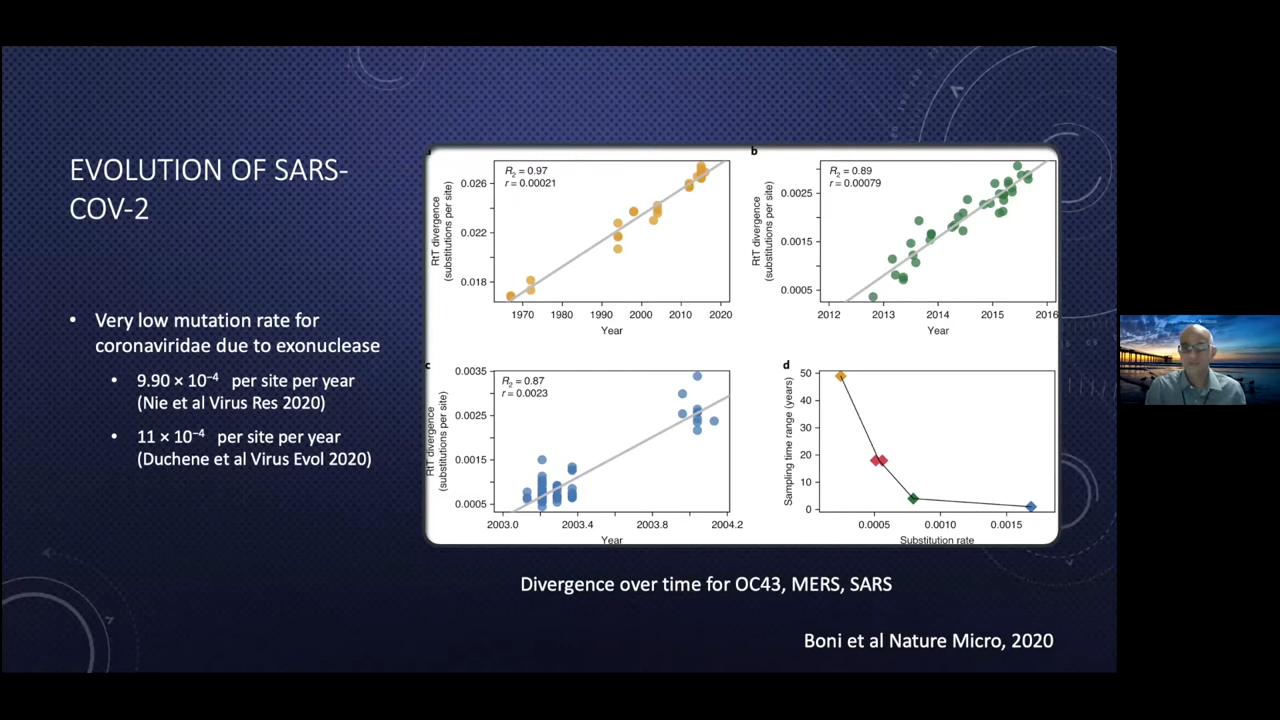 EVOLUTION OF SARS-
COV-2
• Very low mutation rate for
coronaviridae due to exonuclease
• 9.90 × 10⁻⁴ per site per year
(Nie et al Virus Res 2020)
• 11 × 10⁻⁴ per site per year
(Duchene et al Virus Evol 2020)
R₂ = 0.97
r = 0.00021
RtT divergence
(substitutions per site)
0.026
0.022
0.018
1970 1980 1990 2000 2010 2020
Year
b
R₂ = 0.89
r = 0.00079
RtT divergence
(substitutions per site)
0.0025
0.0015
0.0005
2012 2013 2014 2015 2016
Year
c
R₂ = 0.87
r = 0.0023
RtT divergence
(substitutions per site)
0.0035
0.0025
0.0015
0.0005
2003.0 2003.4 2003.8 2004.2
Year
d
Sampling time range (years)
50
40
30
20
10
0
0.0005 0.0010 0.0015
Substitution rate
Divergence over time for OC43, MERS, SARS
Boni et al Nature Micro, 2020